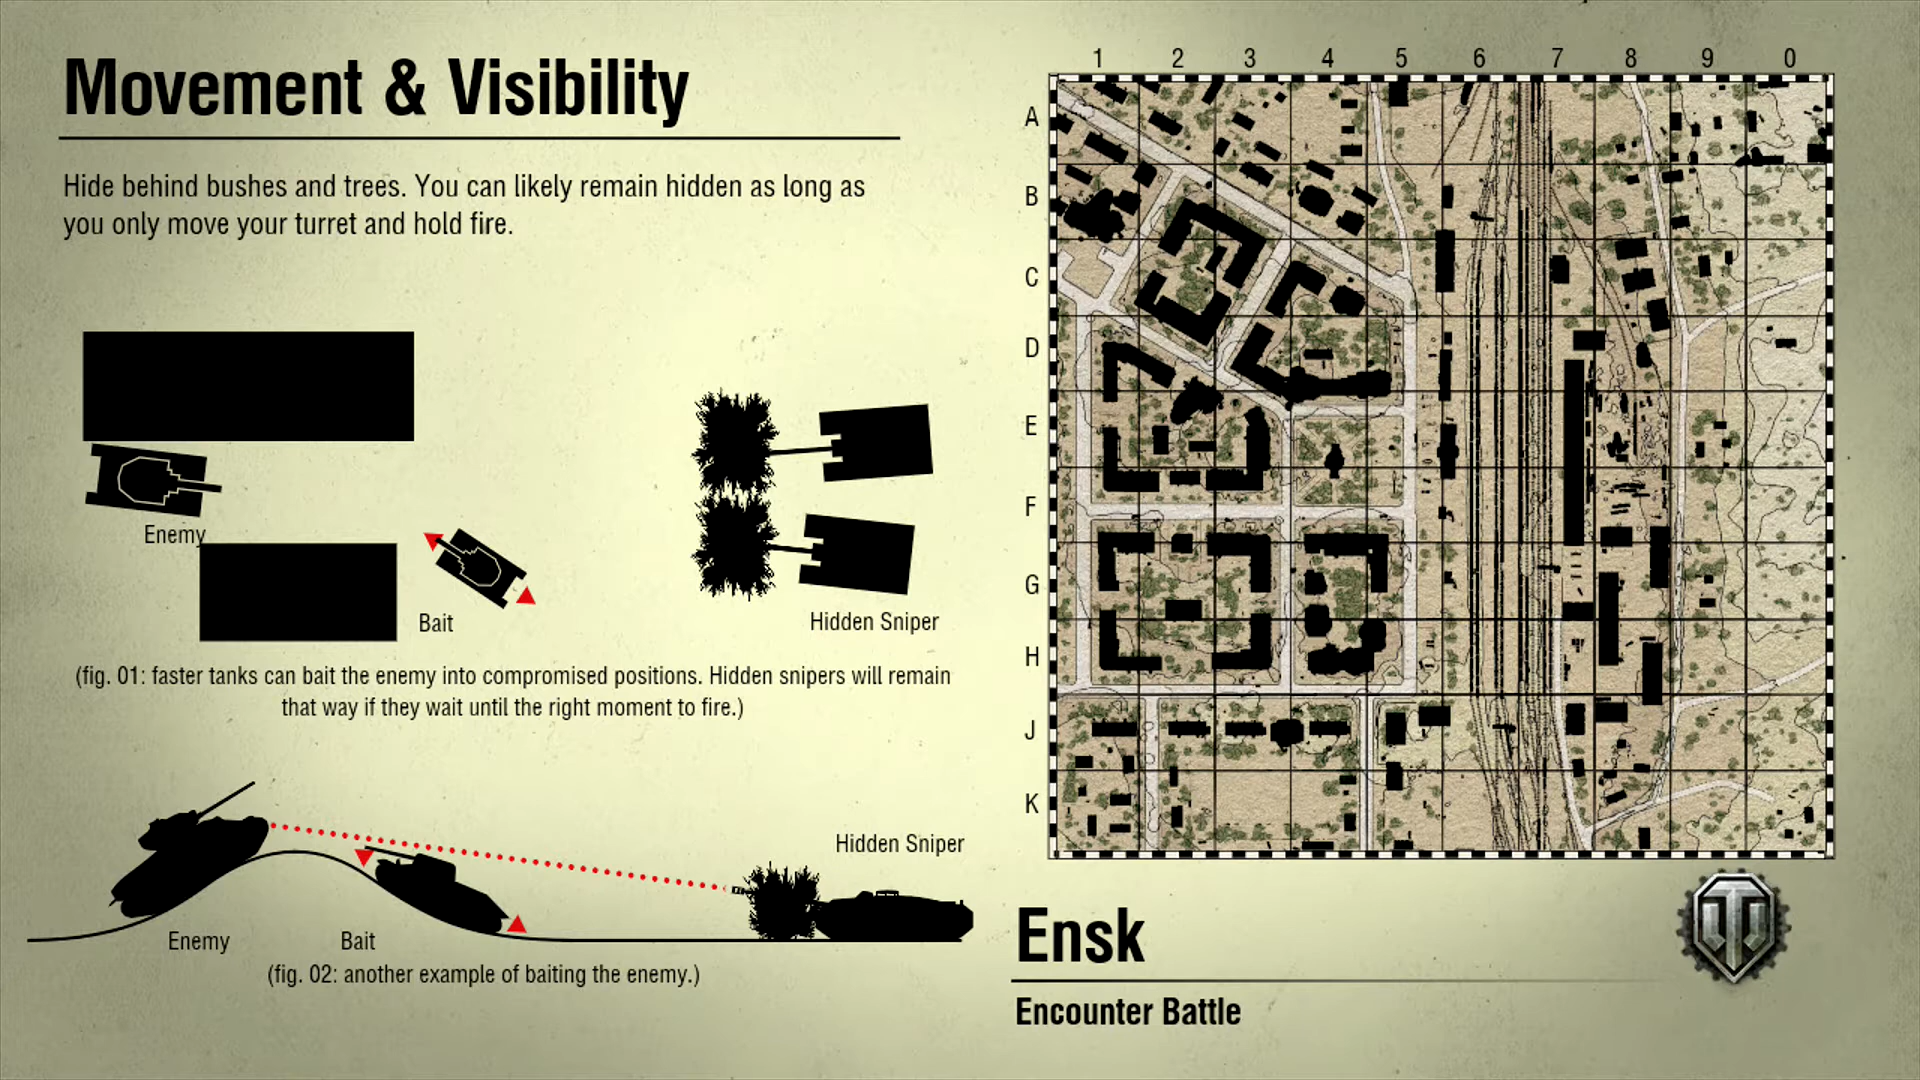 Movement & Visibility
Hide behind bushes and trees. You can likely remain hidden as long as
you only move your turret and hold fire.
Enemy
Bait
Hidden Sniper
(fig. 01: faster tanks can bait the enemy into compromised positions. Hidden snipers will remain
that way if they wait until the right moment to fire.)
Hidden Sniper
Enemy
Bait
(fig. 02: another example of baiting the enemy.)
1 2 3 4 5 6 7 8 9 0
A
B
C
D
E
F
G
H
J
K
Ensk
Encounter Battle